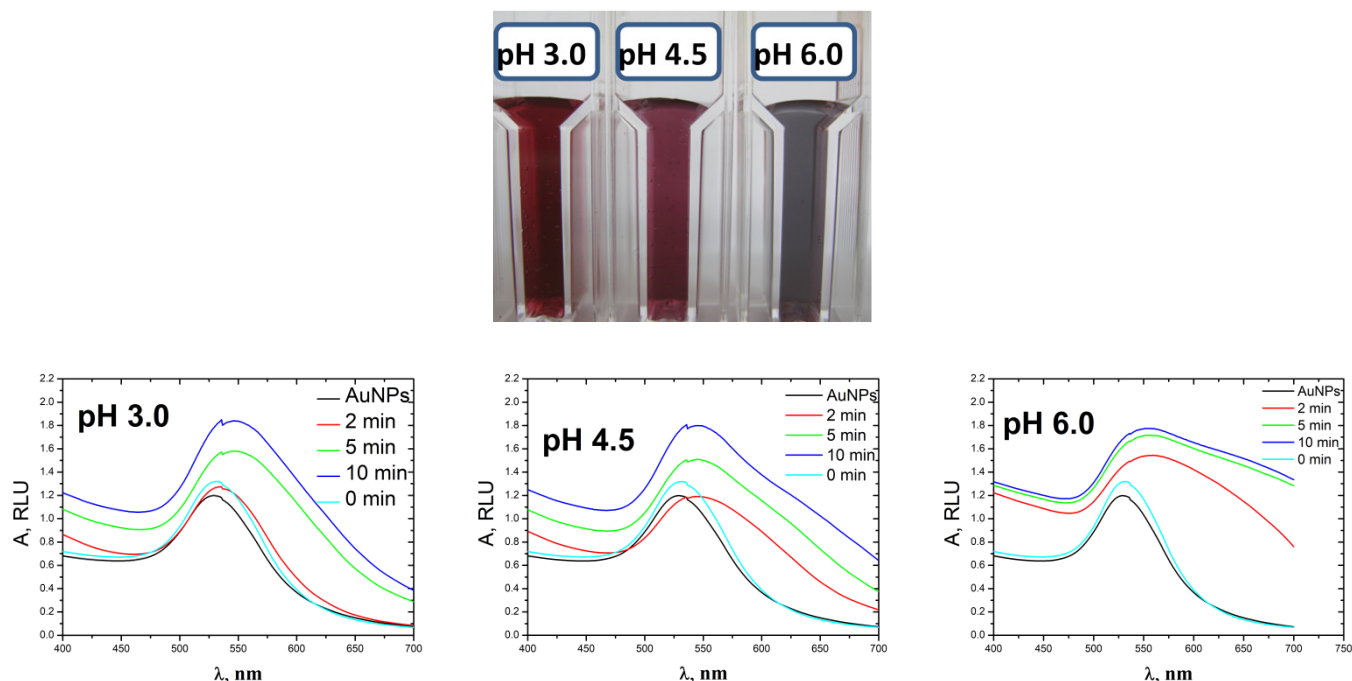 pH 3.0
pH 4.5
pH 6.0
2.2
2.0
1.8
1.6
1.4
1.2
1.0
0.8
0.6
0.4
0.2
0.0
A, RLU
pH 3.0
AuNPs
2 min
5 min
10 min
0 min
400 450 500 550 600 650 700
λ, nm
2.2
2.0
1.8
1.6
1.4
1.2
1.0
0.8
0.6
0.4
0.2
0.0
A, RLU
pH 4.5
AuNPs
2 min
5 min
10 min
0 min
400 450 500 550 600 650 700
λ, nm
2.2
2.0
1.8
1.6
1.4
1.2
1.0
0.8
0.6
0.4
0.2
0.0
A, RLU
pH 6.0
AuNPs
2 min
5 min
10 min
0 min
400 450 500 550 600 650 700 750
λ, nm